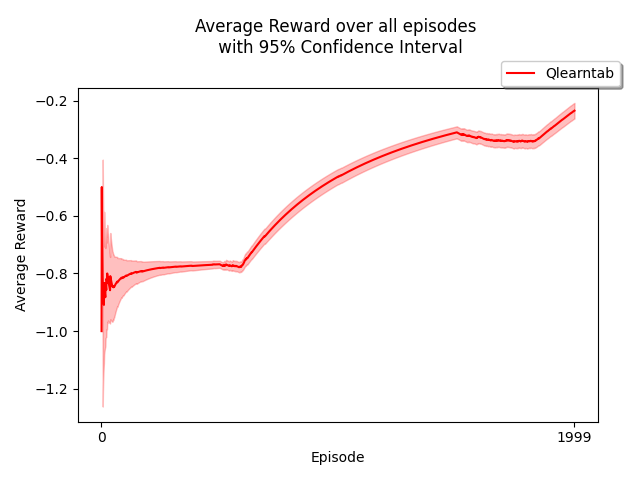 Average Reward over all episodes
with 95% Confidence Interval
Qlearntab
Average Reward
−0.2
−0.4
−0.6
−0.8
−1.0
−1.2
0
1999
Episode